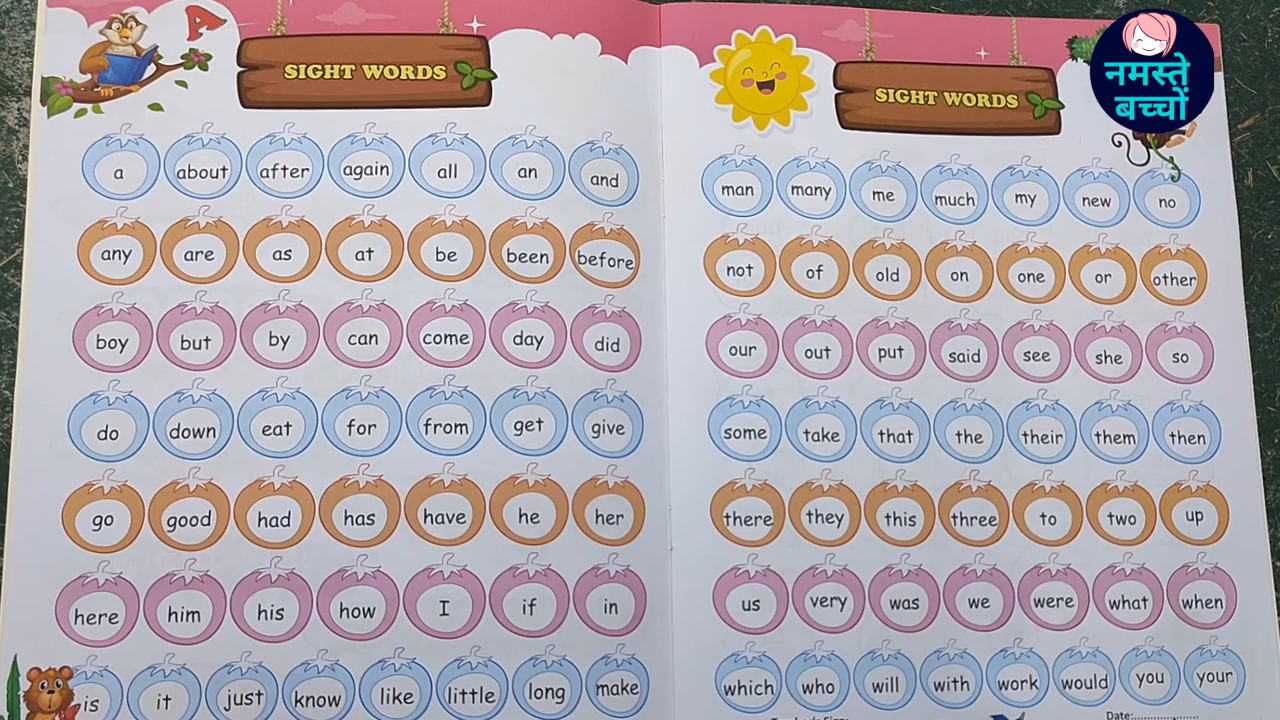 A
SIGHT WORDS
a about after again all an and
any are as at be been before
boy but by can come day did
do down eat for from get give
go good had has have he her
here him his how I if in
is it just know like little long make
SIGHT WORDS
नमस्ते
बच्चों
man many me much my new no
not of old on one or other
our out put said see she so
some take that the their them then
there they this three to two up
us very was we were what when
which who will with work would you your
Date:....................